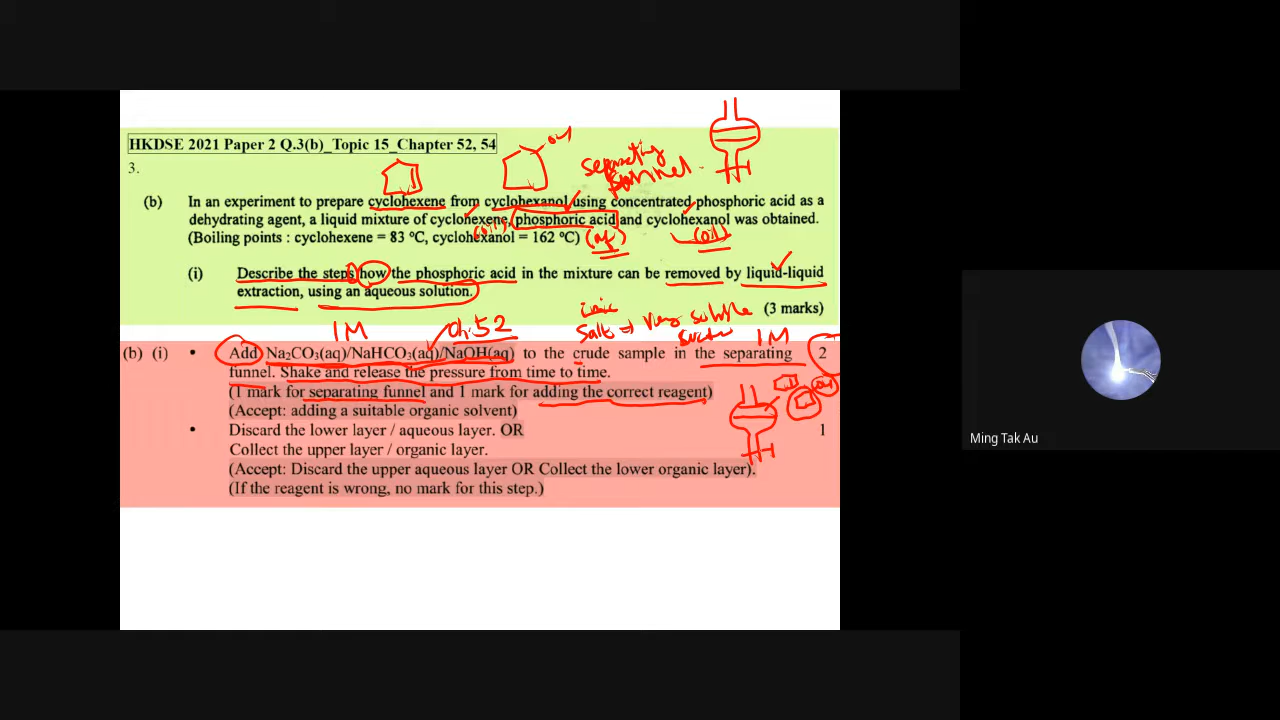 HKDSE 2021 Paper 2 Q.3(b)_Topic 15_Chapter 52, 54
3.
OH
separating
funnel
(b) In an experiment to prepare cyclohexene from cyclohexanol using concentrated phosphoric acid as a
dehydrating agent, a liquid mixture of cyclohexene, phosphoric acid and cyclohexanol was obtained.
(Boiling points : cyclohexene = 83 °C, cyclohexanol = 162 °C)
(oil)
(aq)
(oil)
(i) Describe the steps how the phosphoric acid in the mixture can be removed by liquid-liquid
extraction, using an aqueous solution.
(3 marks)
1M
Ch. 52
ionic
salts ⇒ very soluble
1M
(b) (i) • Add Na₂CO₃(aq)/NaHCO₃(aq)/NaOH(aq) to the crude sample in the separating 2
funnel. Shake and release the pressure from time to time.
(1 mark for separating funnel and 1 mark for adding the correct reagent)
(Accept: adding a suitable organic solvent)
• Discard the lower layer / aqueous layer. OR 1
Collect the upper layer / organic layer.
(Accept: Discard the upper aqueous layer OR Collect the lower organic layer).
(If the reagent is wrong, no mark for this step.)
Ming Tak Au